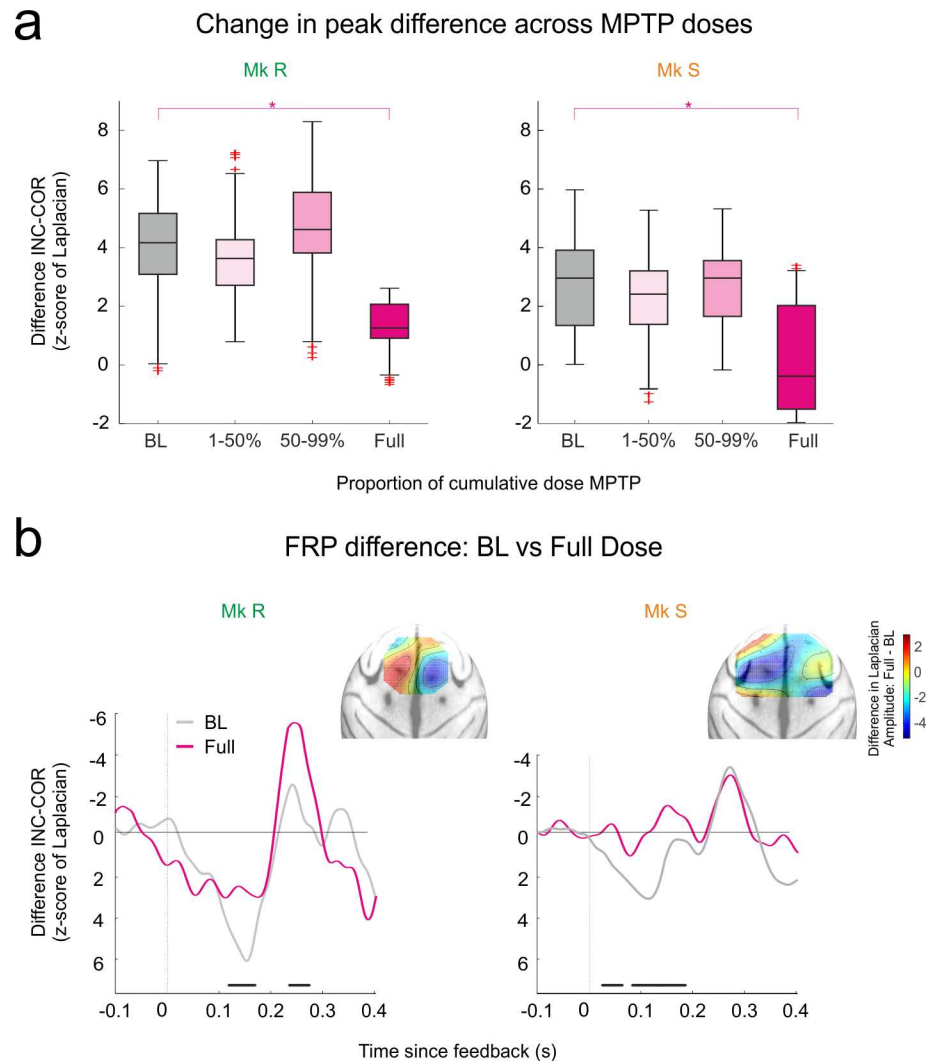 a
Change in peak difference across MPTP doses
Mk R
Mk S
Difference INC-COR
(z-score of Laplacian)
8
6
4
2
0
-2
*
BL 1-50% 50-99% Full
8
6
4
2
0
-2
*
BL 1-50% 50-99% Full
Proportion of cumulative dose MPTP
b
FRP difference: BL vs Full Dose
Mk R
Mk S
Difference in Laplacian
Amplitude: Full - BL
2
0
-2
-4
BL
Full
Difference INC-COR
(z-score of Laplacian)
-6
-4
-2
0
2
4
6
-0.1 0 0.1 0.2 0.3 0.4
-4
-2
0
2
4
6
-0.1 0 0.1 0.2 0.3 0.4
Time since feedback (s)